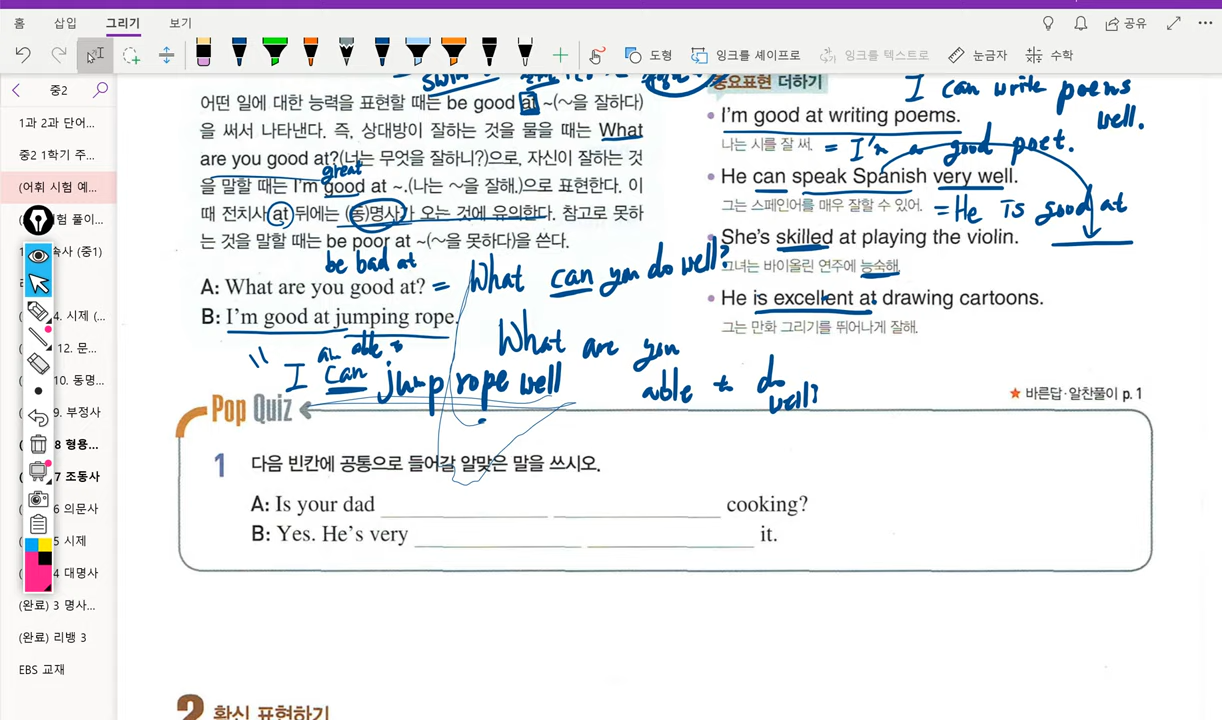 홈 삽입 그리기 보기
공유
도형 잉크를 셰이프로 잉크를 텍스트로 눈금자 수학
중2
1과 2과 단어...
중2 1학기 주...
(어휘 시험 예...
4. 시제 (...
12. 문...
10. 동명...
9. 부정사
8 형용...
7 조동사
6 의문사
5 시제
4 대명사
(완료) 3 명사...
(완료) 리뱅 3
EBS 교재
어떤 일에 대한 능력을 표현할 때는 be good at ~(~을 잘하다)
을 써서 나타낸다. 즉, 상대방이 잘하는 것을 물을 때는 What
are you good at?(너는 무엇을 잘하니?)으로, 자신이 잘하는 것
great
을 말할 때는 I'm good at ~.(나는 ~을 잘해.)으로 표현한다. 이
때 전치사 at 뒤에는 (동)명사가 오는 것에 유의한다. 참고로 못하
는 것을 말할 때는 be poor at ~(~을 못하다)을 쓴다.
be bad at
A: What are you good at? = What can you do well?
B: I'm good at jumping rope.
What are you
able to do
well?
am able to
" I can jump rope well
중요표현 더하기
I can write poems
well.
• I'm good at writing poems.
나는 시를 잘 써. = I'm a good poet.
• He can speak Spanish very well.
그는 스페인어를 매우 잘할 수 있어. = He is good at
• She's skilled at playing the violin.
그녀는 바이올린 연주에 능숙해.
• He is excellent at drawing cartoons.
그는 만화 그리기를 뛰어나게 잘해.
Pop Quiz
★ 바른답·알찬풀이 p. 1
1 다음 빈칸에 공통으로 들어갈 알맞은 말을 쓰시오.
A: Is your dad ______ ______ cooking?
B: Yes. He's very ______ ______ it.
2 확신 표현하기